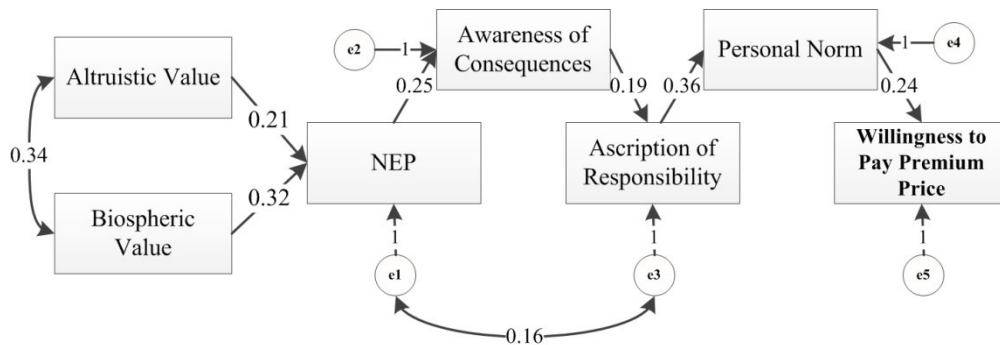 Altruistic Value
Biospheric
Value
0.34
0.21
0.32
NEP
e1
1
0.25
e2
1
Awareness of
Consequences
0.19
Ascription of
Responsibility
e3
1
0.16
0.36
Personal Norm
1
e4
0.24
Willingness to
Pay Premium
Price
1
e5